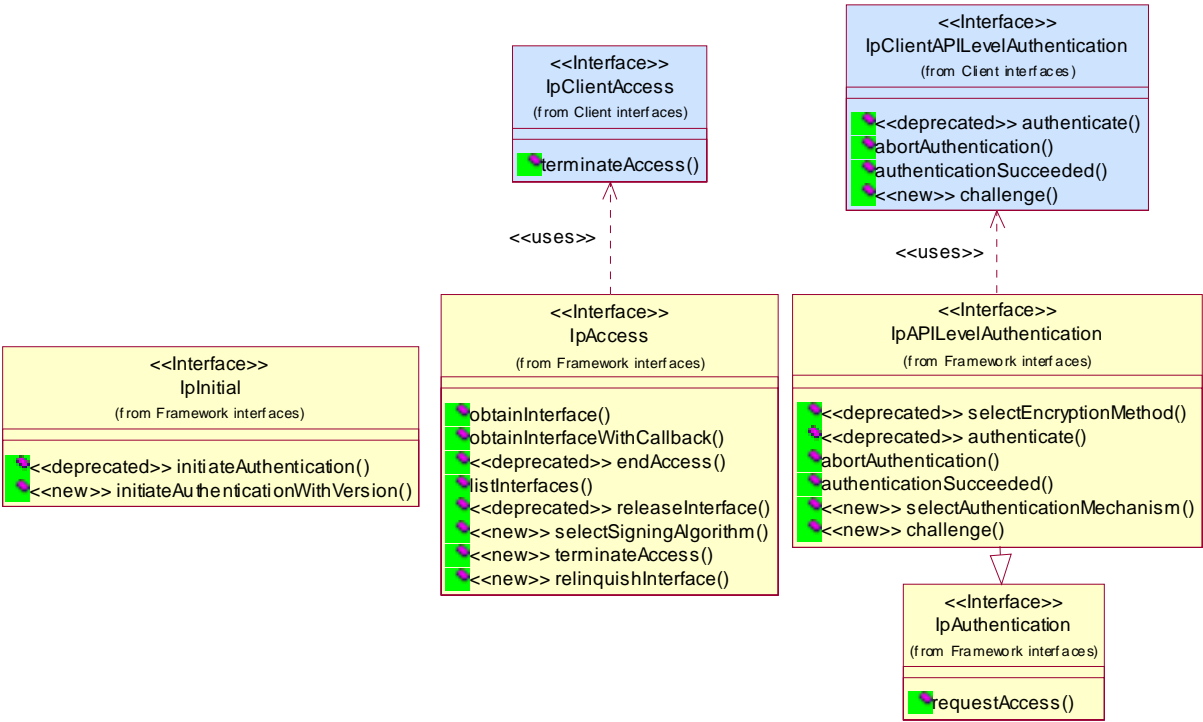 <<Interface>>
IpClientAccess
(from Client interfaces)
terminateAccess()
<<Interface>>
IpClientAPILevelAuthentication
(from Client interfaces)
<<deprecated>> authenticate()
abortAuthentication()
authenticationSucceeded()
<<new>> challenge()
<<uses>>
<<uses>>
<<Interface>>
IpInitial
(from Framework interfaces)
<<deprecated>> initiateAuthentication()
<<new>> initiateAuthenticationWithVersion()
<<Interface>>
IpAccess
(from Framework interfaces)
obtainInterface()
obtainInterfaceWithCallback()
<<deprecated>> endAccess()
listInterfaces()
<<deprecated>> releaseInterface()
<<new>> selectSigningAlgorithm()
<<new>> terminateAccess()
<<new>> relinquishInterface()
<<Interface>>
IpAPILevelAuthentication
(from Framework interfaces)
<<deprecated>> selectEncryptionMethod()
<<deprecated>> authenticate()
abortAuthentication()
authenticationSucceeded()
<<new>> selectAuthenticationMechanism()
<<new>> challenge()
<<Interface>>
IpAuthentication
(from Framework interfaces)
requestAccess()